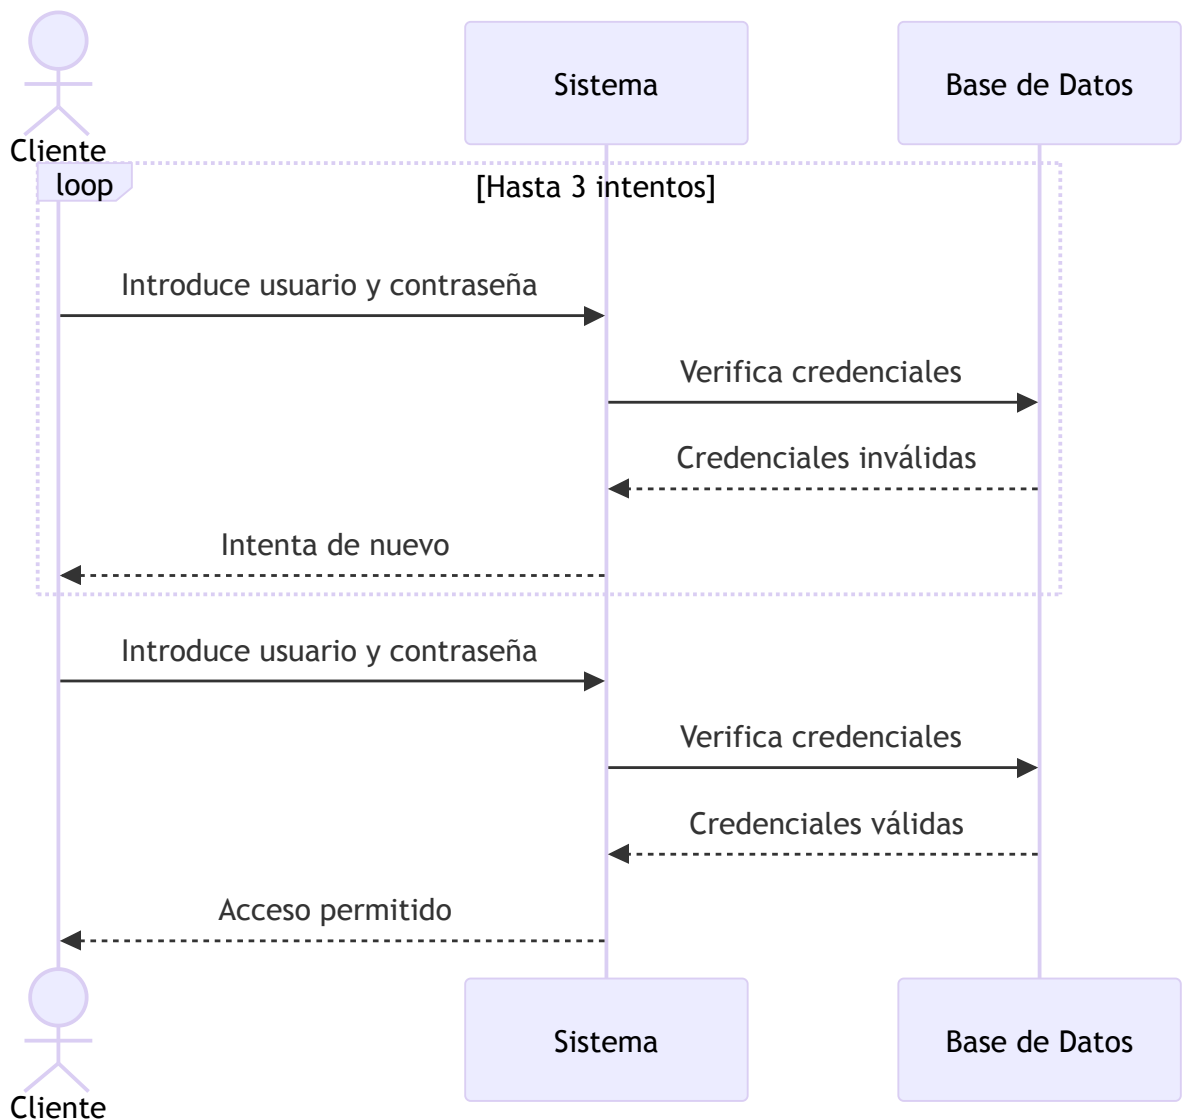 Sistema
Base de Datos
Cliente
loop
[Hasta 3 intentos]
Introduce usuario y contraseña
Verifica credenciales
Credenciales inválidas
Intenta de nuevo
Introduce usuario y contraseña
Verifica credenciales
Credenciales válidas
Acceso permitido
Sistema
Base de Datos
Cliente